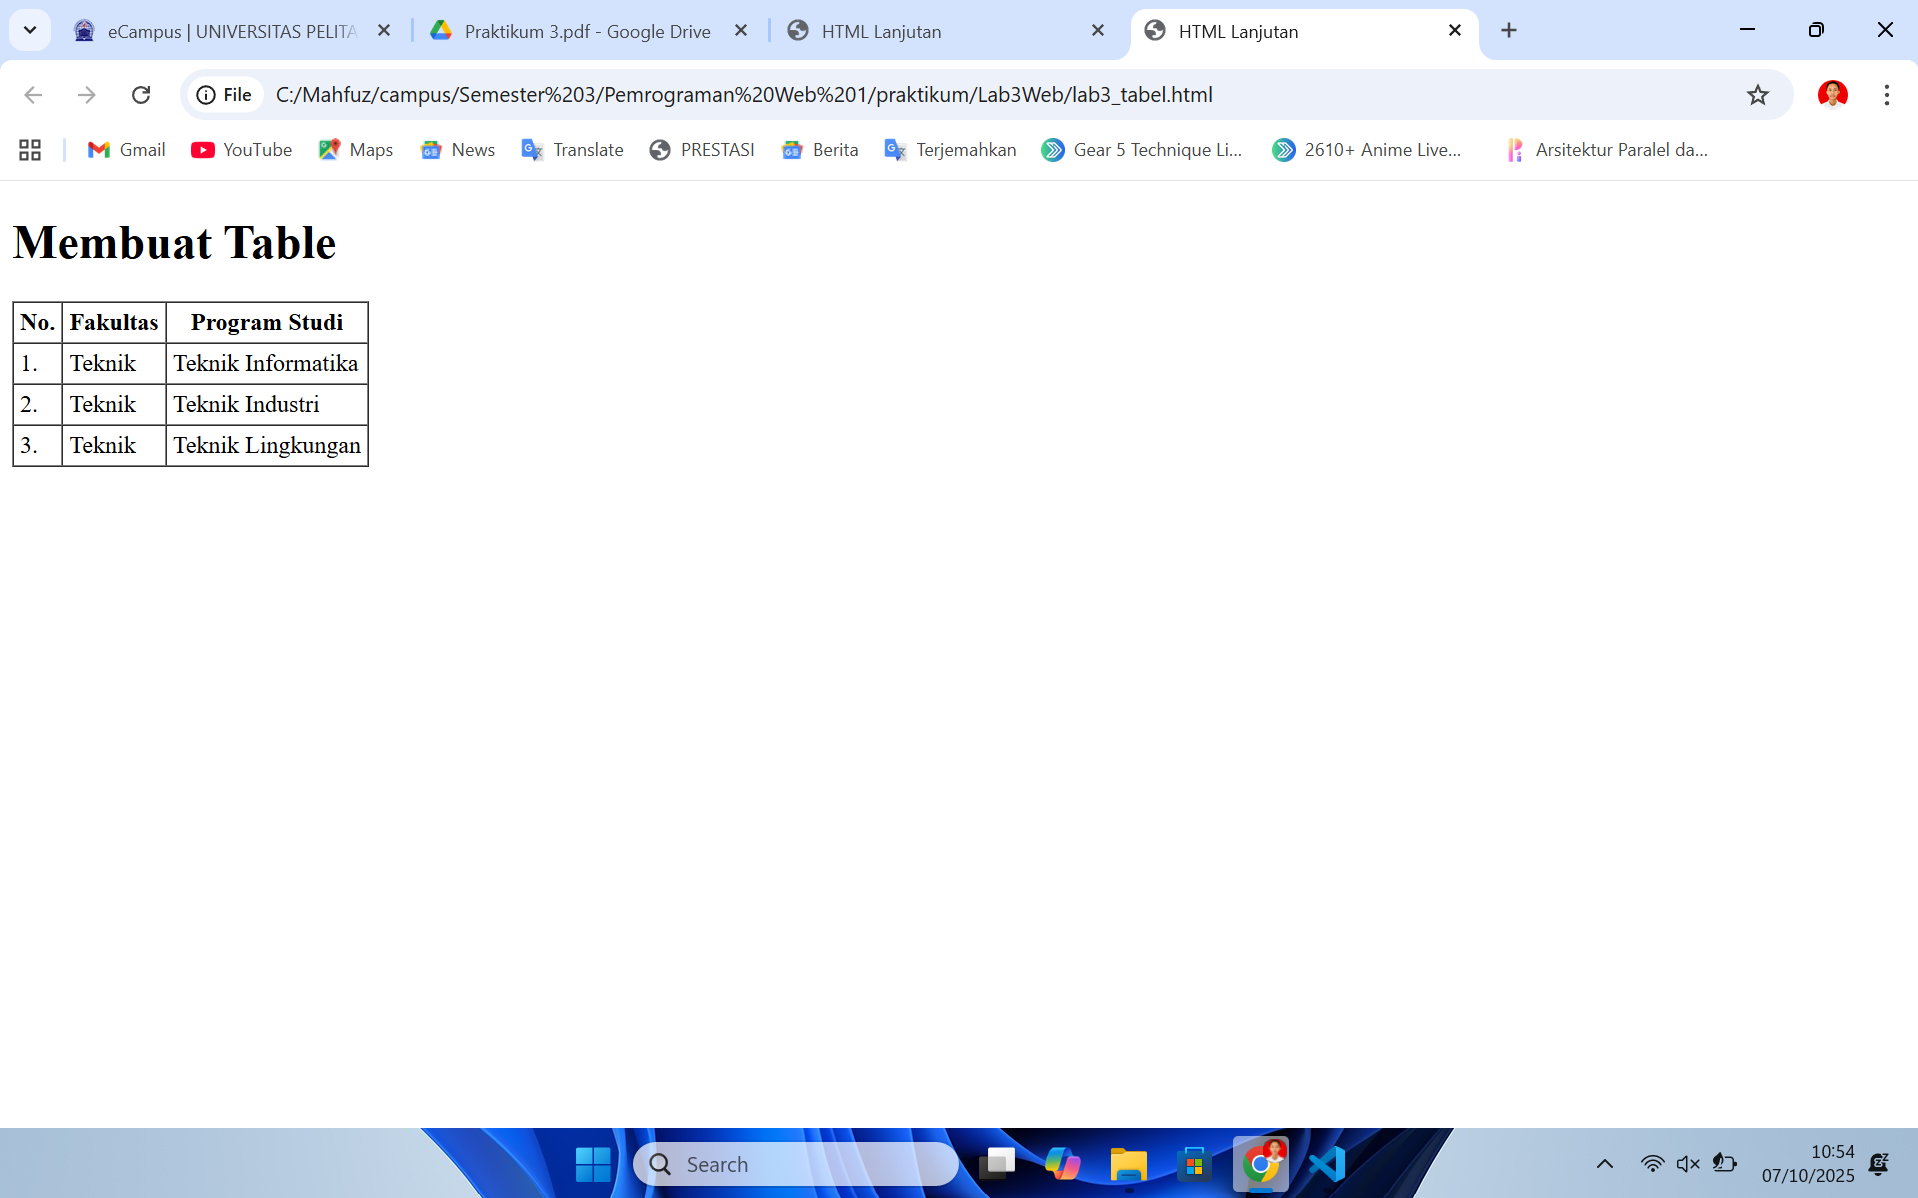 eCampus | UNIVERSITAS PELITA
Praktikum 3.pdf - Google Drive
HTML Lanjutan
HTML Lanjutan
File
C:/Mahfuz/campus/Semester%203/Pemrograman%20Web%201/praktikum/Lab3Web/lab3_tabel.html
Gmail
YouTube
Maps
News
Translate
PRESTASI
Berita
Terjemahkan
Gear 5 Technique Li...
2610+ Anime Live...
Arsitektur Paralel da...
Membuat Table
No. Fakultas Program Studi
1. Teknik Teknik Informatika
2. Teknik Teknik Industri
3. Teknik Teknik Lingkungan
Search
10:54
07/10/2025